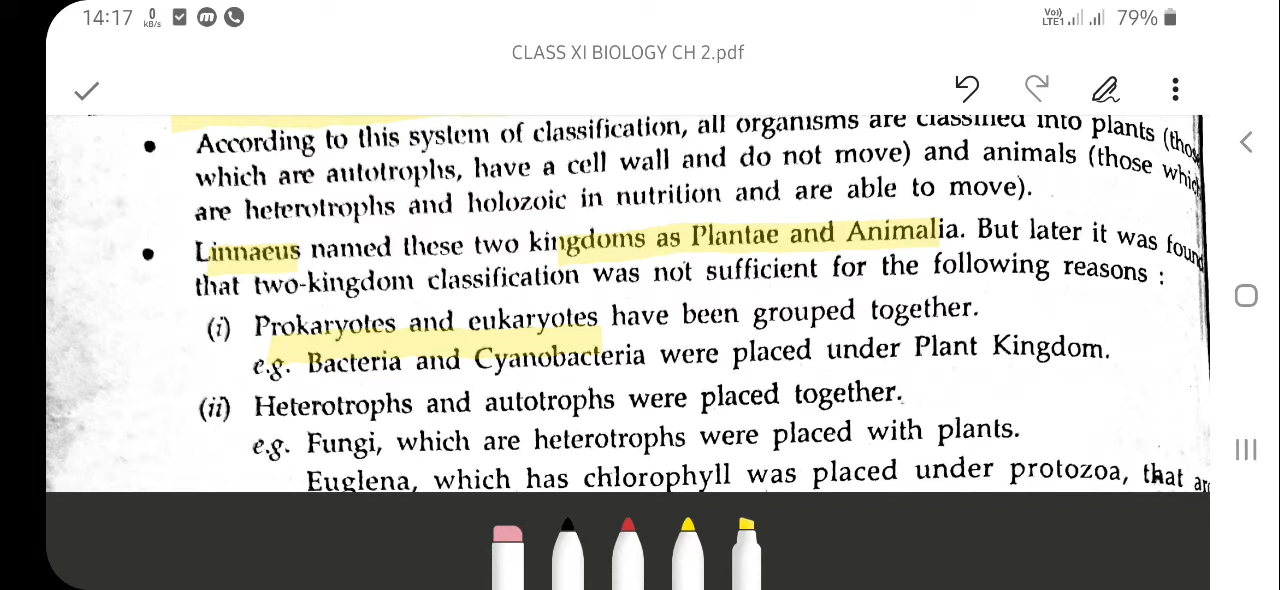 14:17 0 kB/s m Vo) LTE1 79%
CLASS XI BIOLOGY CH 2.pdf
• According to this system of classification, all organisms are classified into plants (those
which are autotrophs, have a cell wall and do not move) and animals (those which
are heterotrophs and holozoic in nutrition and are able to move).
• Linnaeus named these two kingdoms as Plantae and Animalia. But later it was found
that two-kingdom classification was not sufficient for the following reasons :
(i) Prokaryotes and eukaryotes have been grouped together.
e.g. Bacteria and Cyanobacteria were placed under Plant Kingdom.
(ii) Heterotrophs and autotrophs were placed together.
e.g. Fungi, which are heterotrophs were placed with plants.
Euglena, which has chlorophyll was placed under protozoa, that are